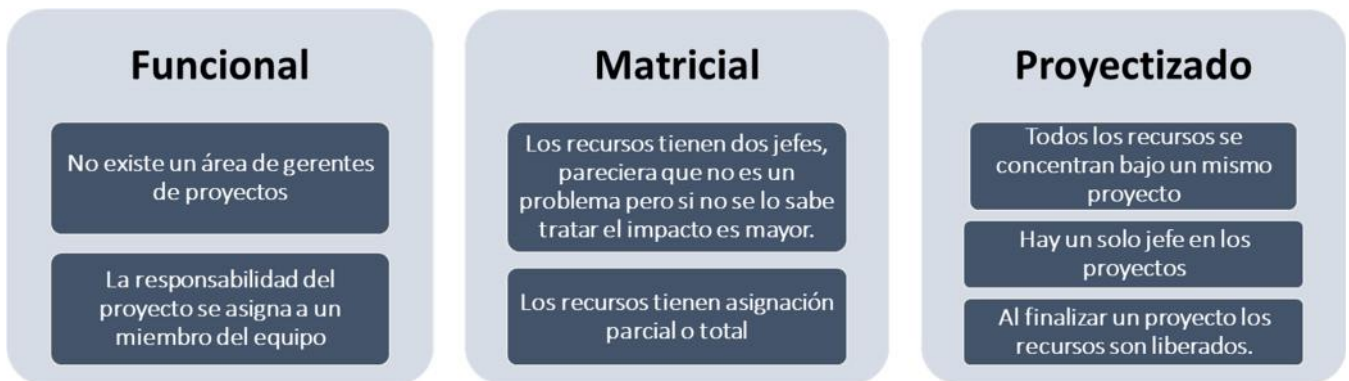 Funcional
No existe un área de gerentes
de proyectos
La responsabilidad del
proyecto se asigna a un
miembro del equipo
Matricial
Los recursos tienen dos jefes,
pareciera que no es un
problema pero si no se lo sabe
tratar el impacto es mayor.
Los recursos tienen asignación
parcial o total
Proyectizado
Todos los recursos se
concentran bajo un mismo
proyecto
Hay un solo jefe en los
proyectos
Al finalizar un proyecto los
recursos son liberados.